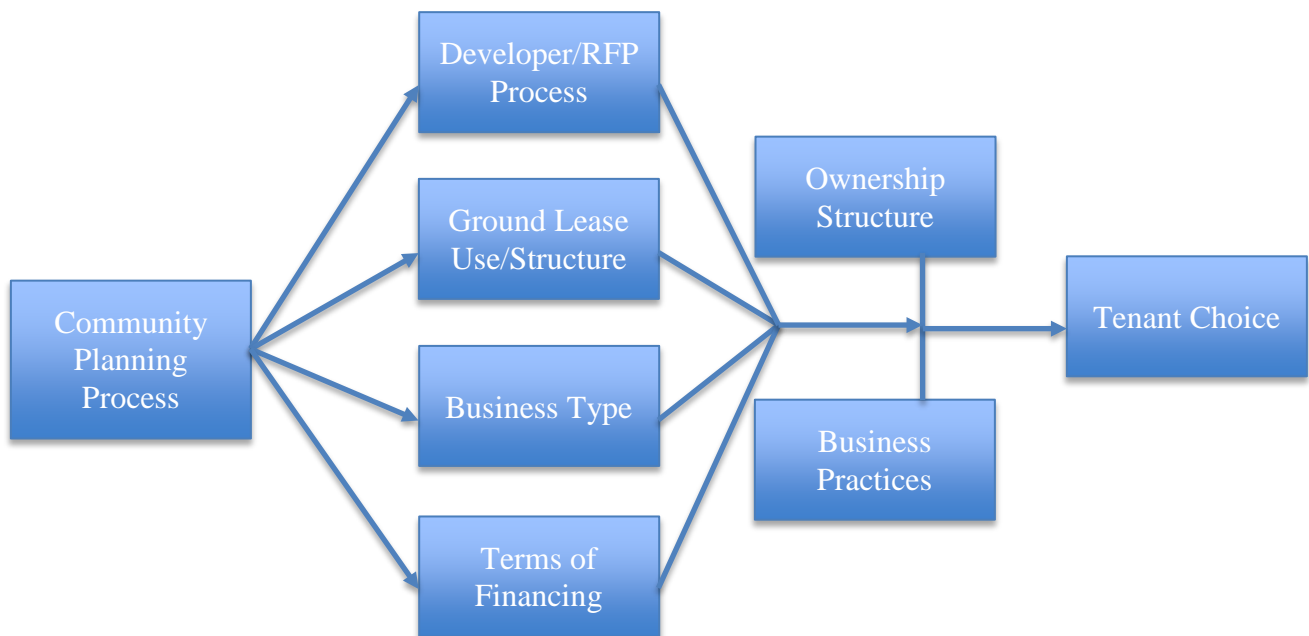 Community
Planning
Process
Developer/RFP
Process
Ground Lease
Use/Structure
Business Type
Terms of
Financing
Ownership
Structure
Business
Practices
Tenant Choice